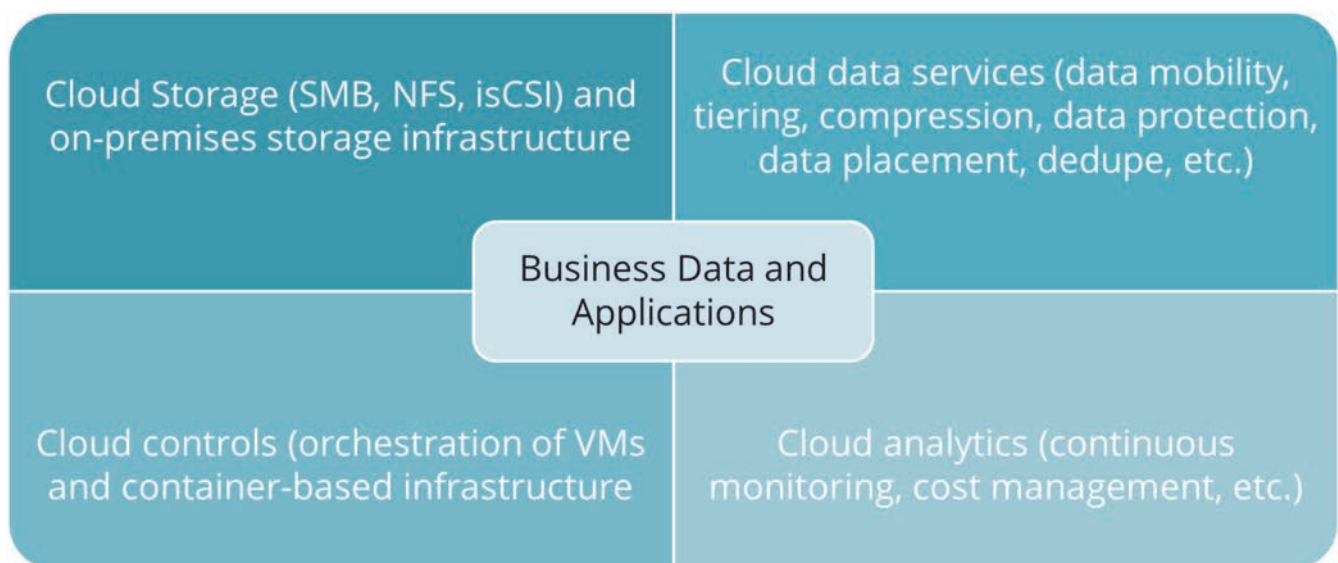 Cloud Storage (SMB, NFS, isCSI) and
on-premises storage infrastructure
Cloud data services (data mobility,
tiering, compression, data protection,
data placement, dedupe, etc.)
Business Data and
Applications
Cloud controls (orchestration of VMs
and container-based infrastructure
Cloud analytics (continuous
monitoring, cost management, etc.)